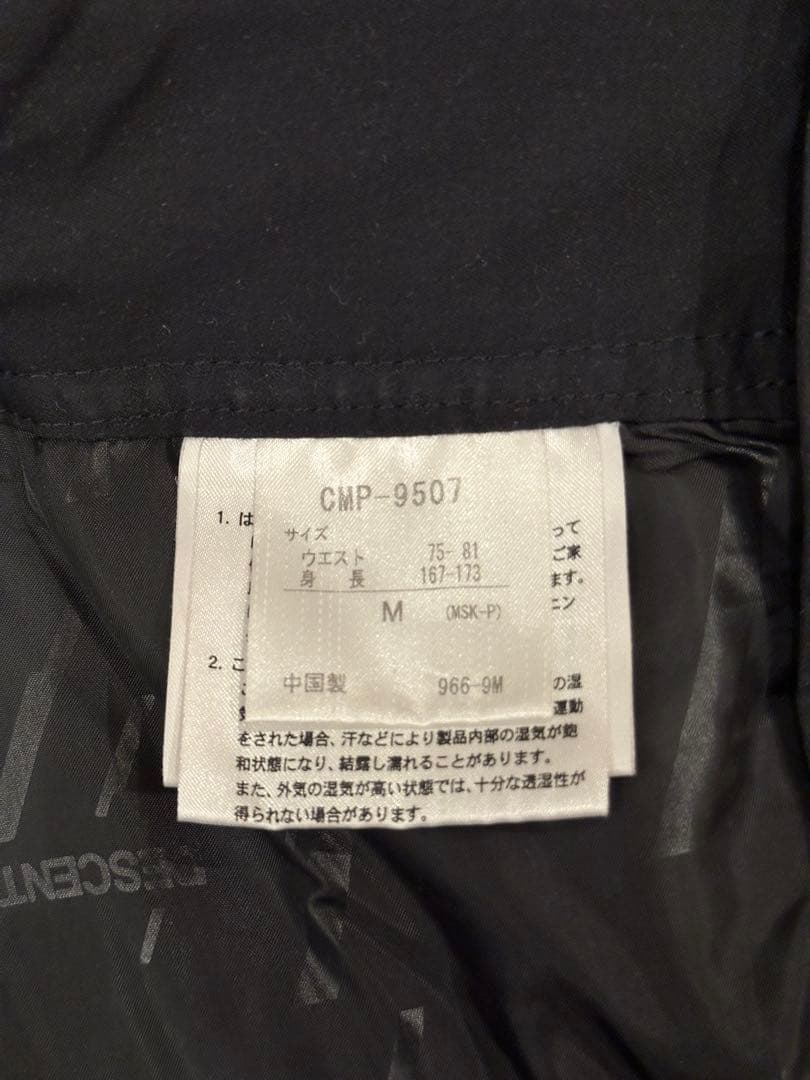 CMP-9507
サイズ
ウエスト 75-81
身 長 167-173
M (MSK-P)
中国製 966-9M
1. は
って
ご家
ます。
ニン
2. こ
の湿
運動
をされた場合、汗などにより製品内部の湿気が飽
和状態になり、結露し濡れることがあります。
また、外気の湿気が高い状態では、十分な透湿性が
得られない場合があります。
DESCENT